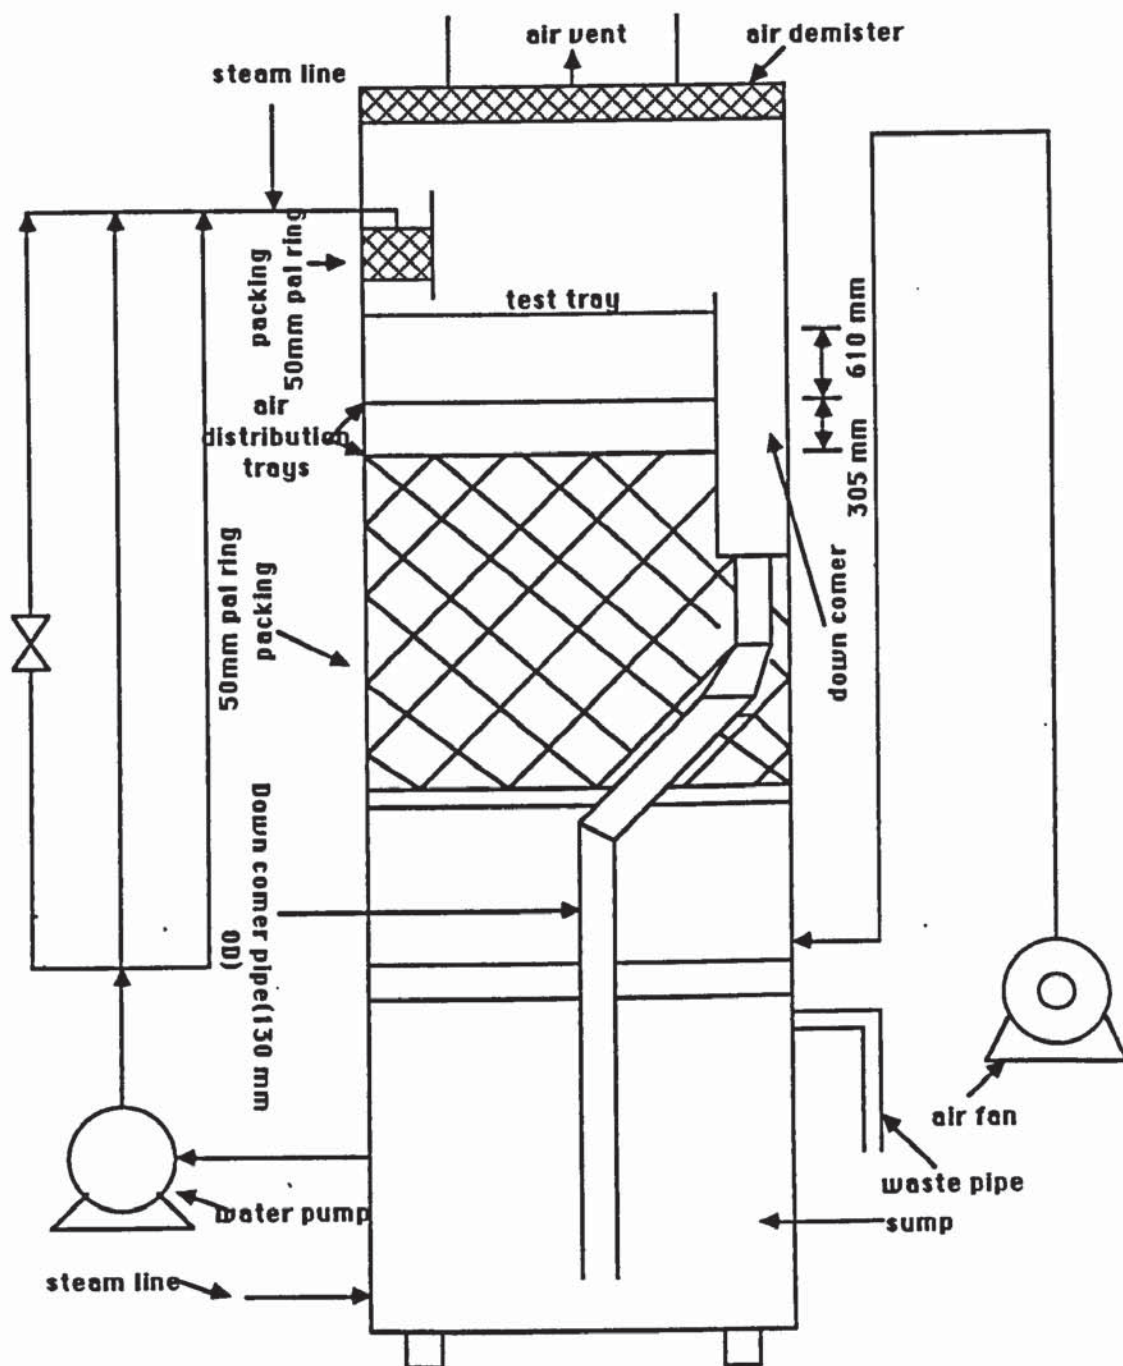 air vent
air demister
steam line
packing
50mm pal ring
test tray
610 mm
305 mm
air
distribution
trays
50mm pal ring
packing
down comer
Down comer pipe(130 mm
OD)
air fan
waste pipe
water pump
sump
steam line